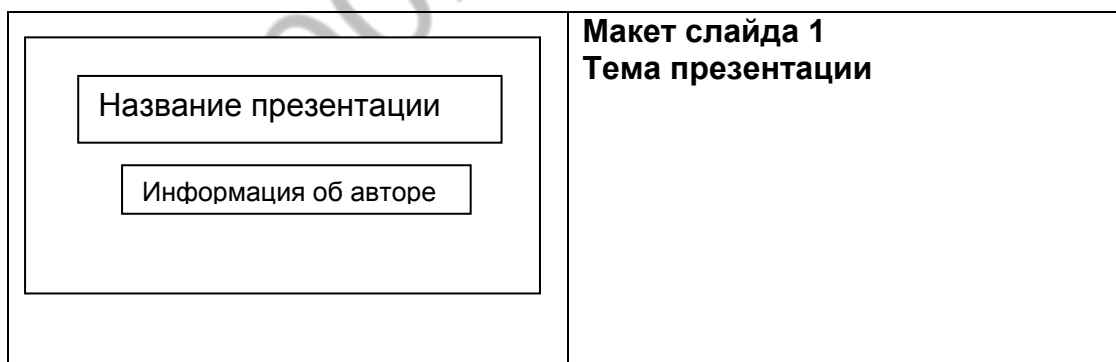 Название презентации
Информация об авторе
Макет слайда 1
Тема презентации